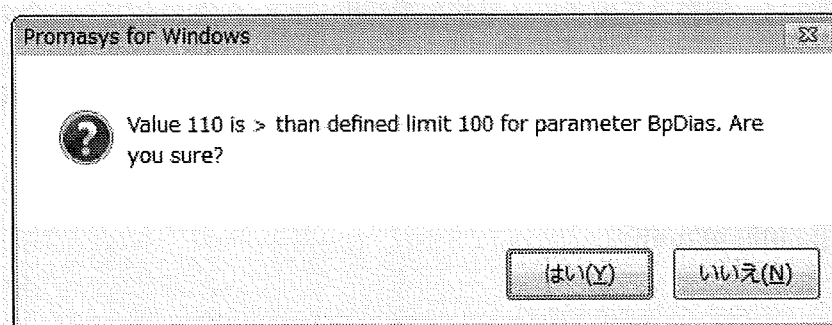 Promasys for Windows
Value 110 is > than defined limit 100 for parameter BpDias. Are
you sure?
はい(Y)
いいえ(N)